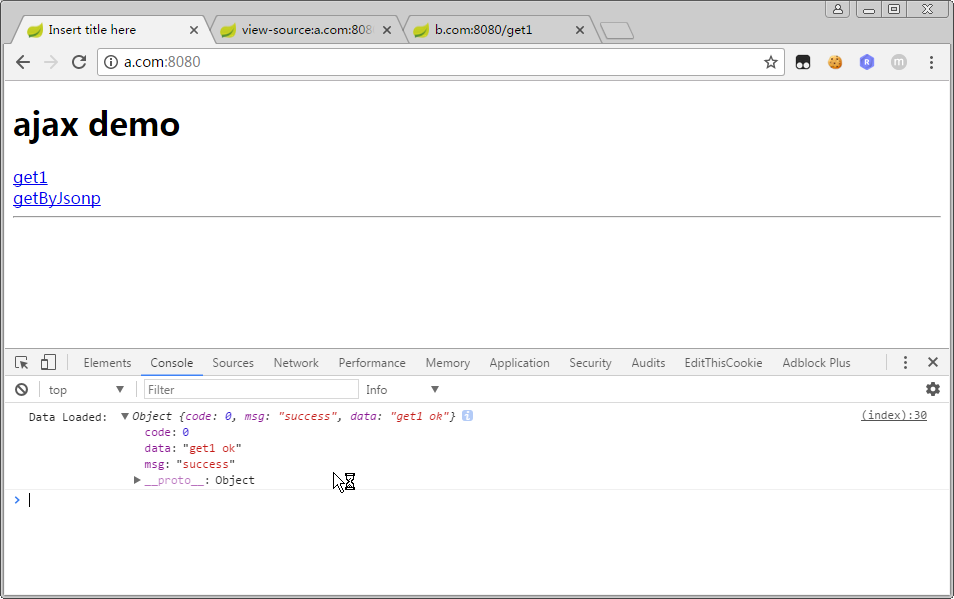 Insert title here
view-source:a.com:808
b.com:8080/get1
a.com:8080
ajax demo
get1
getByJsonp
Elements Console Sources Network Performance Memory Application Security Audits EditThisCookie Adblock Plus
top Filter Info
Data Loaded: Object {code: 0, msg: "success", data: "get1 ok"} (index):30
code: 0
data: "get1 ok"
msg: "success"
__proto__: Object